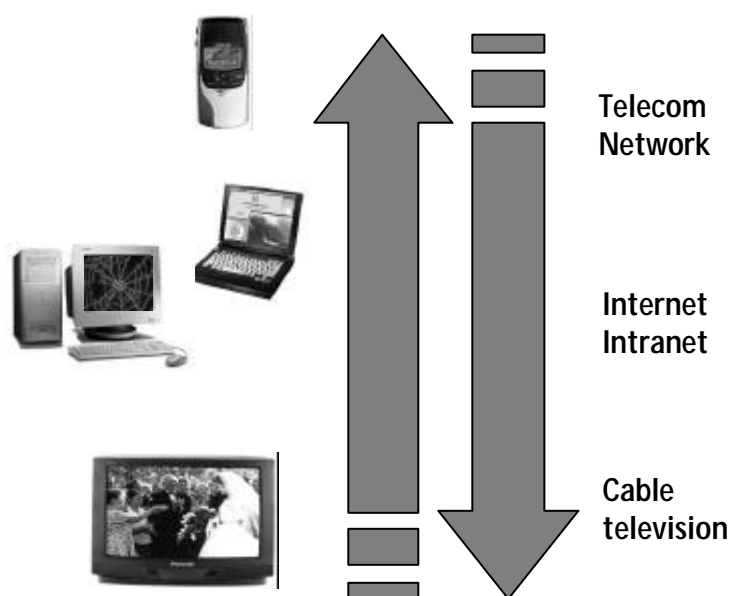 Telecom
Network
Internet
Intranet
Cable
television